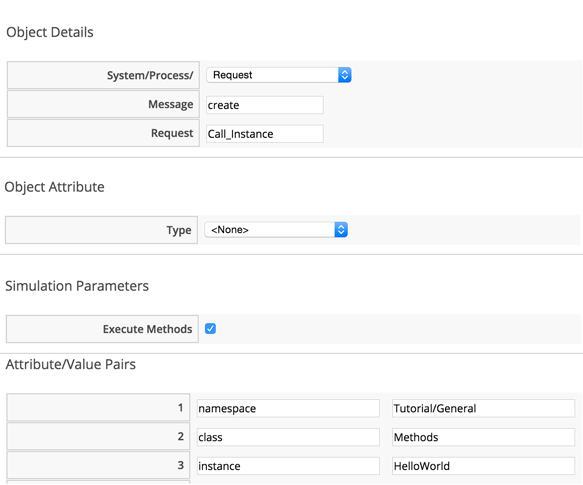 Object Details
System/Process/ Request
Message create
Request Call_Instance
Object Attribute
Type <None>
Simulation Parameters
Execute Methods
Attribute/Value Pairs
1 namespace Tutorial/General
2 class Methods
3 instance HelloWorld